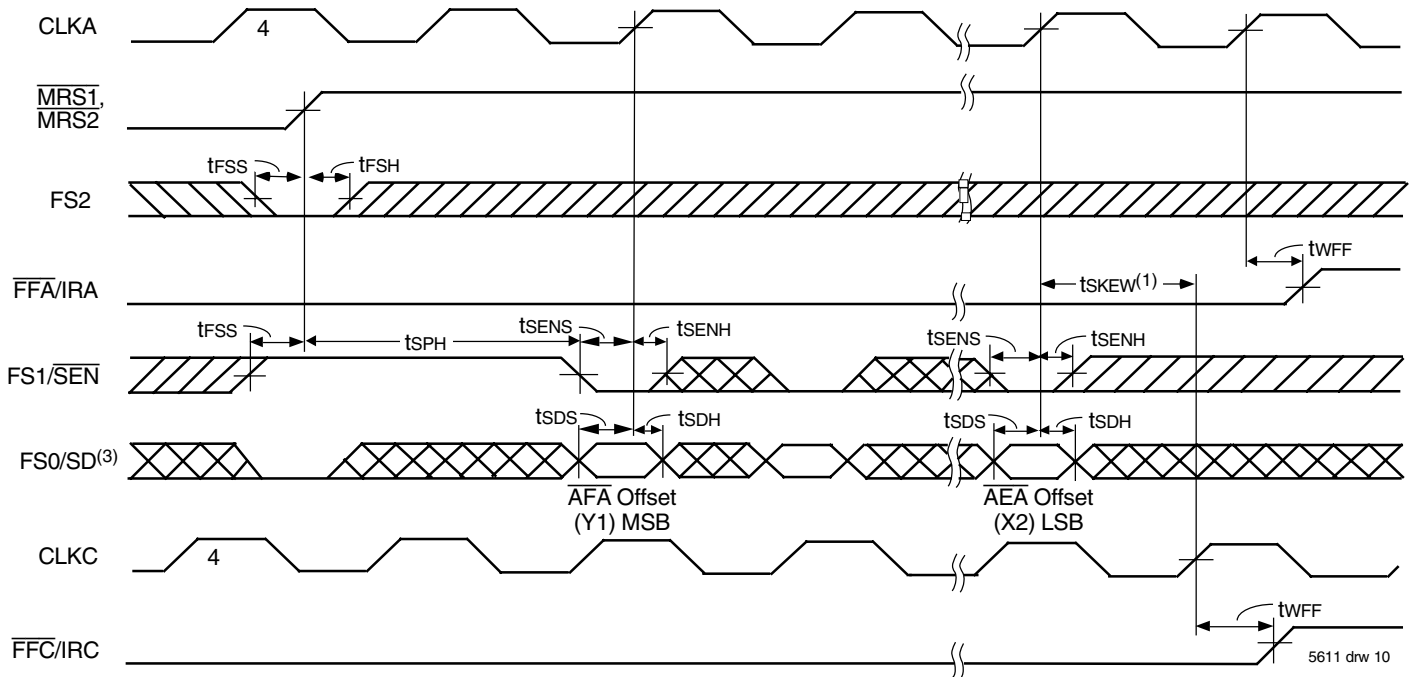 CLKA
4
MRS1,
MRS2
tFSS
tFSH
FS2
tWFF
FFA/IRA
tSKEW(1)
tFSS
tSPH
tSENS
tSENH
tSENS
tSENH
FS1/SEN
tSDS
tSDH
tSDS
tSDH
FS0/SD(3)
AFA Offset
(Y1) MSB
AEA Offset
(X2) LSB
CLKC
4
tWFF
FFC/IRC
5611 drw 10